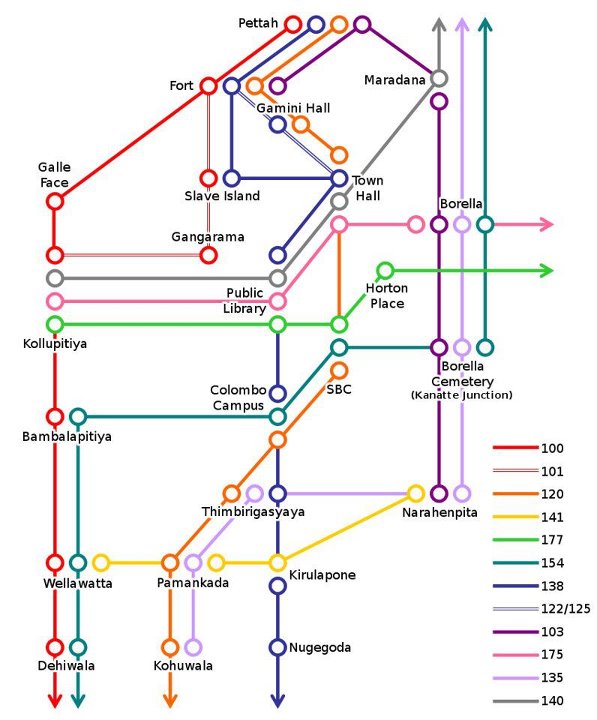 Pettah
Maradana
Fort
Gamini Hall
Galle
Face
Slave Island
Town
Hall
Borella
Gangarama
Public
Library
Horton
Place
Kollupitiya
Borella
Cemetery
(Kanatte Junction)
Colombo
Campus
SBC
Bambalapitiya
Thimbirigasyaya
Narahenpita
Wellawatta
Pamankada
Kirulapone
Dehiwala
Kohuwala
Nugegoda
100
101
120
141
177
154
138
122/125
103
175
135
140